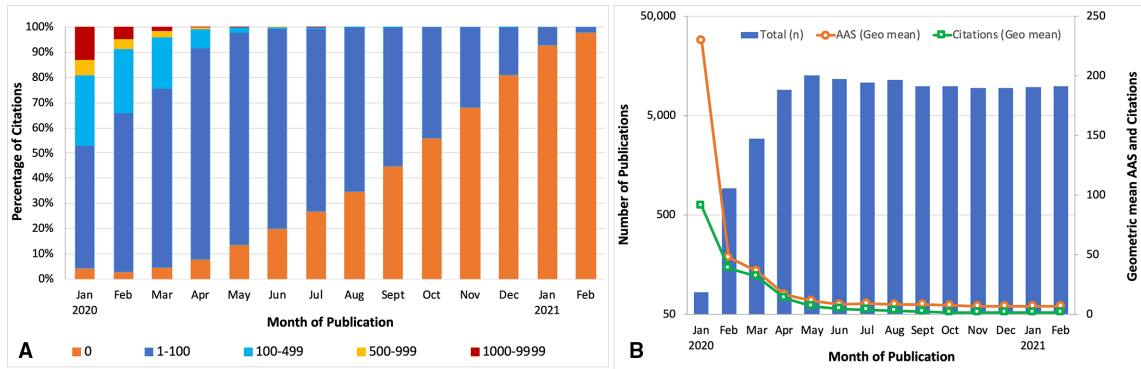 100%
90%
80%
70%
60%
50%
40%
30%
20%
10%
0%
Percentage of Citations
Jan Feb Mar Apr May Jun Jul Aug Sept Oct Nov Dec Jan Feb
2020 2021
Month of Publication
A
0 1-100 100-499 500-999 1000-9999
50,000
5,000
500
50
Number of Publications
Total (n) AAS (Geo mean) Citations (Geo mean)
250
200
150
100
50
0
Geometric mean AAS and Citations
Jan Feb Mar Apr May Jun Jul Aug Sept Oct Nov Dec Jan Feb
2020 2021
Month of Publication
B